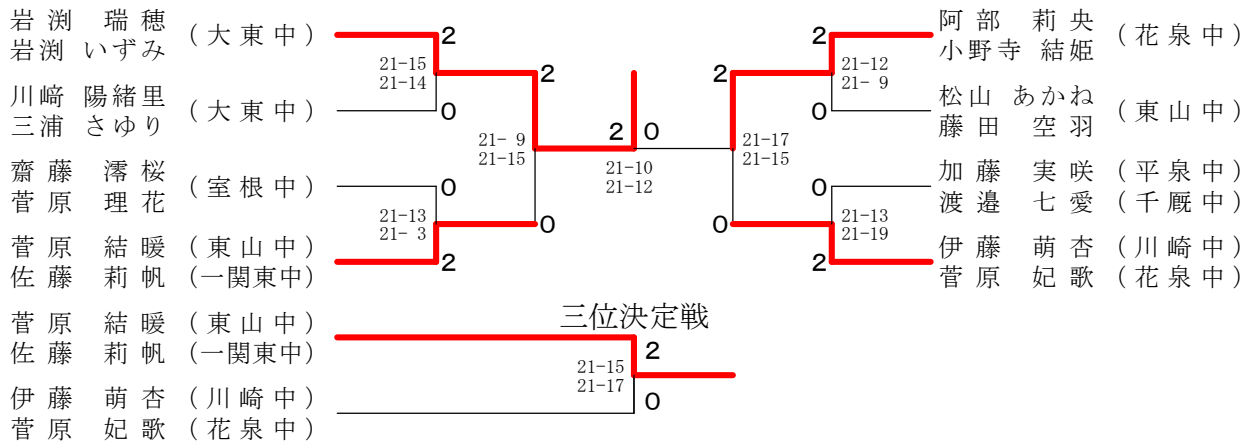 岩渕 瑞穂 (大東中)
岩渕 いずみ
2
21-15
21-14
川﨑 陽緒里 (大東中)
三浦 さゆり
0
2
21- 9
21-15
0
齋藤 澪桜 (室根中)
菅原 理花
0
21-13
21- 3
菅原 結暖 (東山中)
佐藤 莉帆 (一関東中)
2
2 0
21-10
21-12
阿部 莉央 (花泉中)
小野寺 結姫
2
21-12
21- 9
松山 あかね (東山中)
藤田 空羽
0
2
21-17
21-15
0
加藤 実咲 (平泉中)
渡邉 七愛 (千厩中)
0
21-13
21-19
伊藤 萌杏 (川崎中)
菅原 妃歌 (花泉中)
2
三位決定戦
菅原 結暖 (東山中)
佐藤 莉帆 (一関東中)
2
21-15
21-17
伊藤 萌杏 (川崎中)
菅原 妃歌 (花泉中)
0